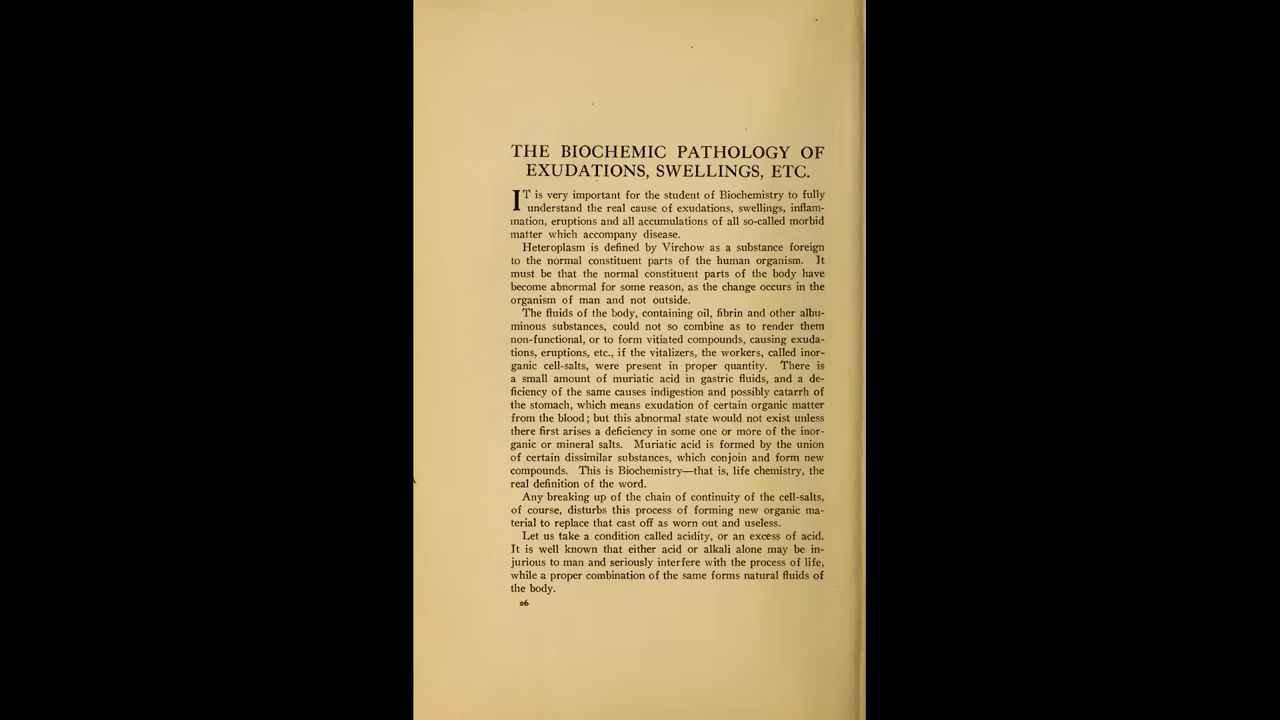 THE BIOCHEMIC PATHOLOGY OF
EXUDATIONS, SWELLINGS, ETC.
IT is very important for the student of Biochemistry to fully
understand the real cause of exudations, swellings, inflam-
mation, eruptions and all accumulations of all so-called morbid
matter which accompany disease.
Heteroplasm is defined by Virchow as a substance foreign
to the normal constituent parts of the human organism. It
must be that the normal constituent parts of the body have
become abnormal for some reason, as the change occurs in the
organism of man and not outside.
The fluids of the body, containing oil, fibrin and other albu-
minous substances, could not so combine as to render them
non-functional, or to form vitiated compounds, causing exuda-
tions, eruptions, etc., if the vitalizers, the workers, called inor-
ganic cell-salts, were present in proper quantity. There is
a small amount of muriatic acid in gastric fluids, and a de-
ficiency of the same causes indigestion and possibly catarrh of
the stomach, which means exudation of certain organic matter
from the blood; but this abnormal state would not exist unless
there first arises a deficiency in some one or more of the inor-
ganic or mineral salts. Muriatic acid is formed by the union
of certain dissimilar substances, which conjoin and form new
compounds. This is Biochemistry—that is, life chemistry, the
real definition of the word.
Any breaking up of the chain of continuity of the cell-salts,
of course, disturbs this process of forming new organic ma-
terial to replace that cast off as worn out and useless.
Let us take a condition called acidity, or an excess of acid.
It is well known that either acid or alkali alone may be in-
jurious to man and seriously interfere with the process of life,
while a proper combination of the same forms natural fluids of
the body.
26